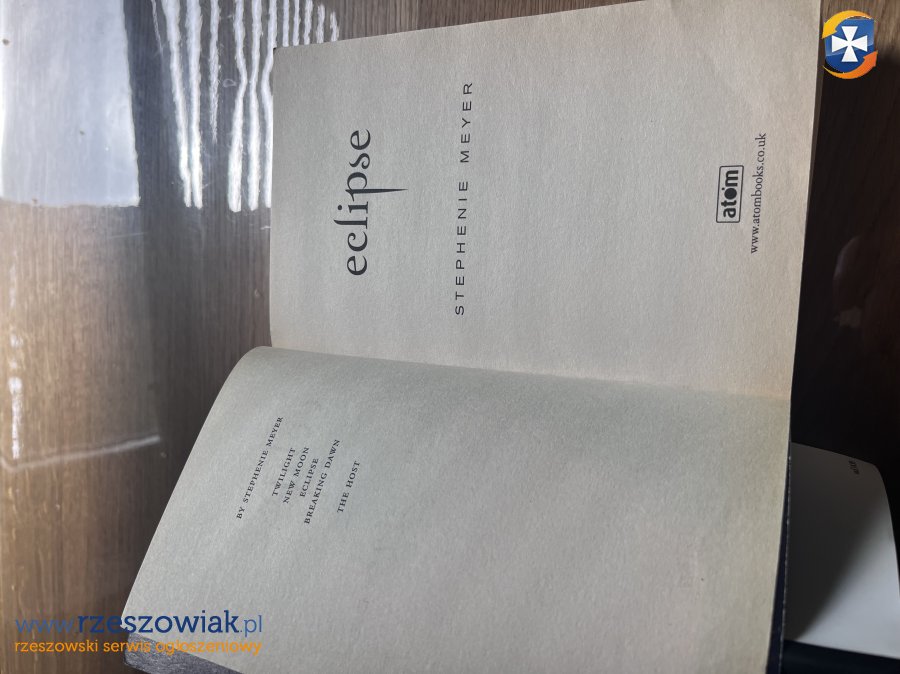 BY STEPHENIE MEYER
TWILIGHT
NEW MOON
ECLIPSE
BREAKING DAWN
THE HOST
eclipse
STEPHENIE MEYER
atom
www.atombooks.co.uk
www.rzeszowiak.pl
rzeszowski serwis ogłoszeniowy